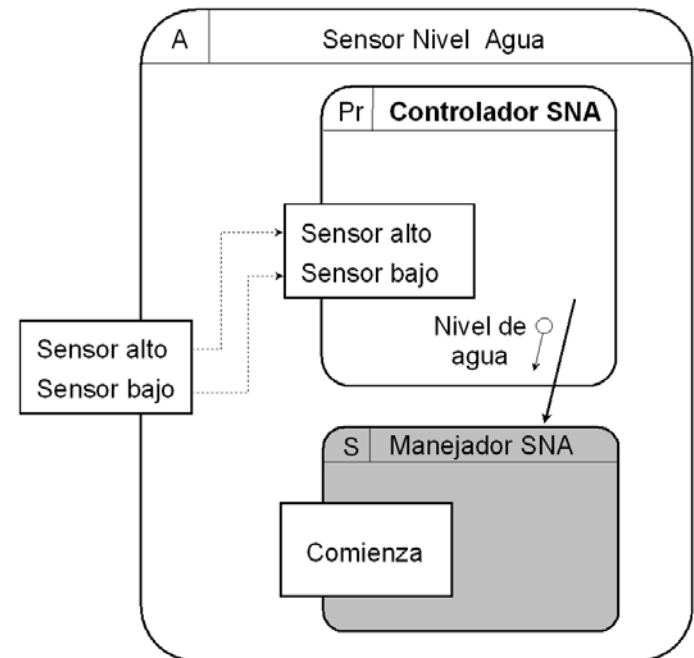 A Sensor Nivel Agua
Pr Controlador SNA
Sensor alto
Sensor bajo
Nivel de
agua
Sensor alto
Sensor bajo
S Manejador SNA
Comienza